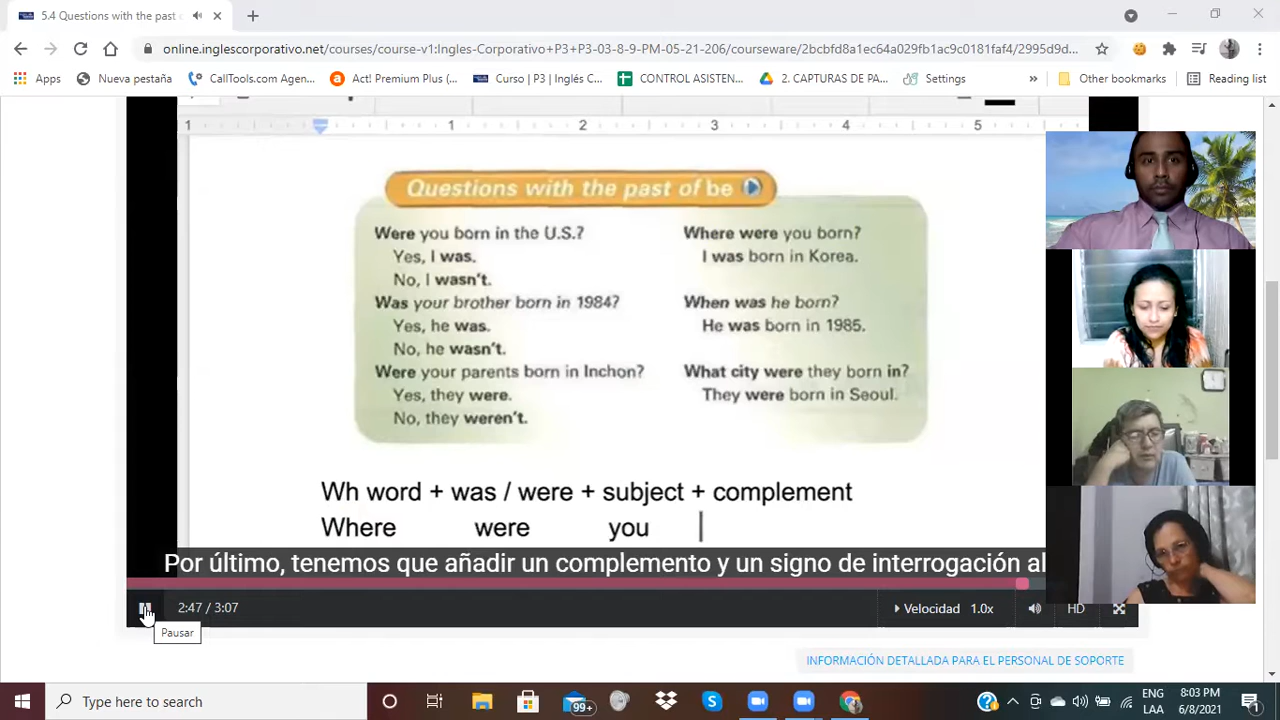 5.4 Questions with the past
online.inglescorporativo.net/courses/course-v1:Ingles-Corporativo+P3+P3-03-8-9-PM-05-21-206/courseware/2bcbfd8a1ec64a029fb1ac9c0181faf4/2995d9d...
Apps
Nueva pestaña
CallTools.com Agen...
Act! Premium Plus (...
Curso | P3 | Inglés C...
CONTROL ASISTEN...
2. CAPTURAS DE PA...
Settings
»
Other bookmarks
Reading list
1 1 2 3 4 5
Questions with the past of be
Were you born in the U.S.?
Yes, I was.
No, I wasn't.
Was your brother born in 1984?
Yes, he was.
No, he wasn't.
Were your parents born in Inchon?
Yes, they were.
No, they weren't.
Where were you born?
I was born in Korea.
When was he born?
He was born in 1985.
What city were they born in?
They were born in Seoul.
Wh word + was / were + subject + complement
Where were you
Por último, tenemos que añadir un complemento y un signo de interrogación al
2:47 / 3:07
Velocidad 1.0x
HD
Pausar
INFORMACIÓN DETALLADA PARA EL PERSONAL DE SOPORTE
Type here to search
99+
ENG
LAA
8:03 PM
6/8/2021
1